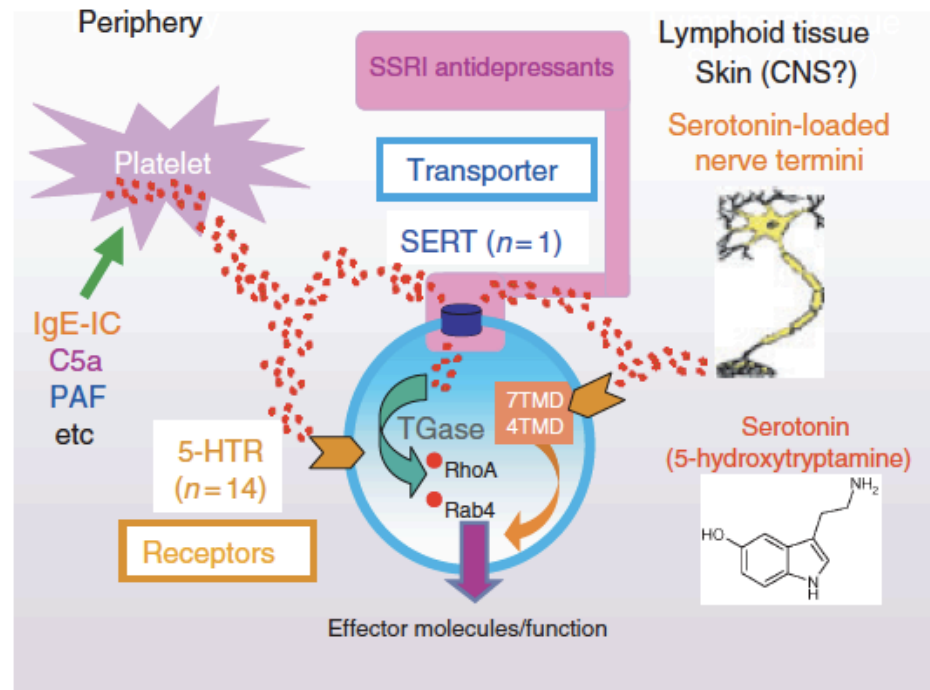 Periphery
Lymphoid tissue
Skin (CNS?)
SSRI antidepressants
Serotonin-loaded
nerve termini
Platelet
Transporter
SERT (n=1)
IgE-IC
C5a
PAF
etc
7TMD
4TMD
TGase
RhoA
Rab4
5-HTR
(n=14)
Receptors
Serotonin
(5-hydroxytryptamine)
NH2
HO
N
H
Effector molecules/function